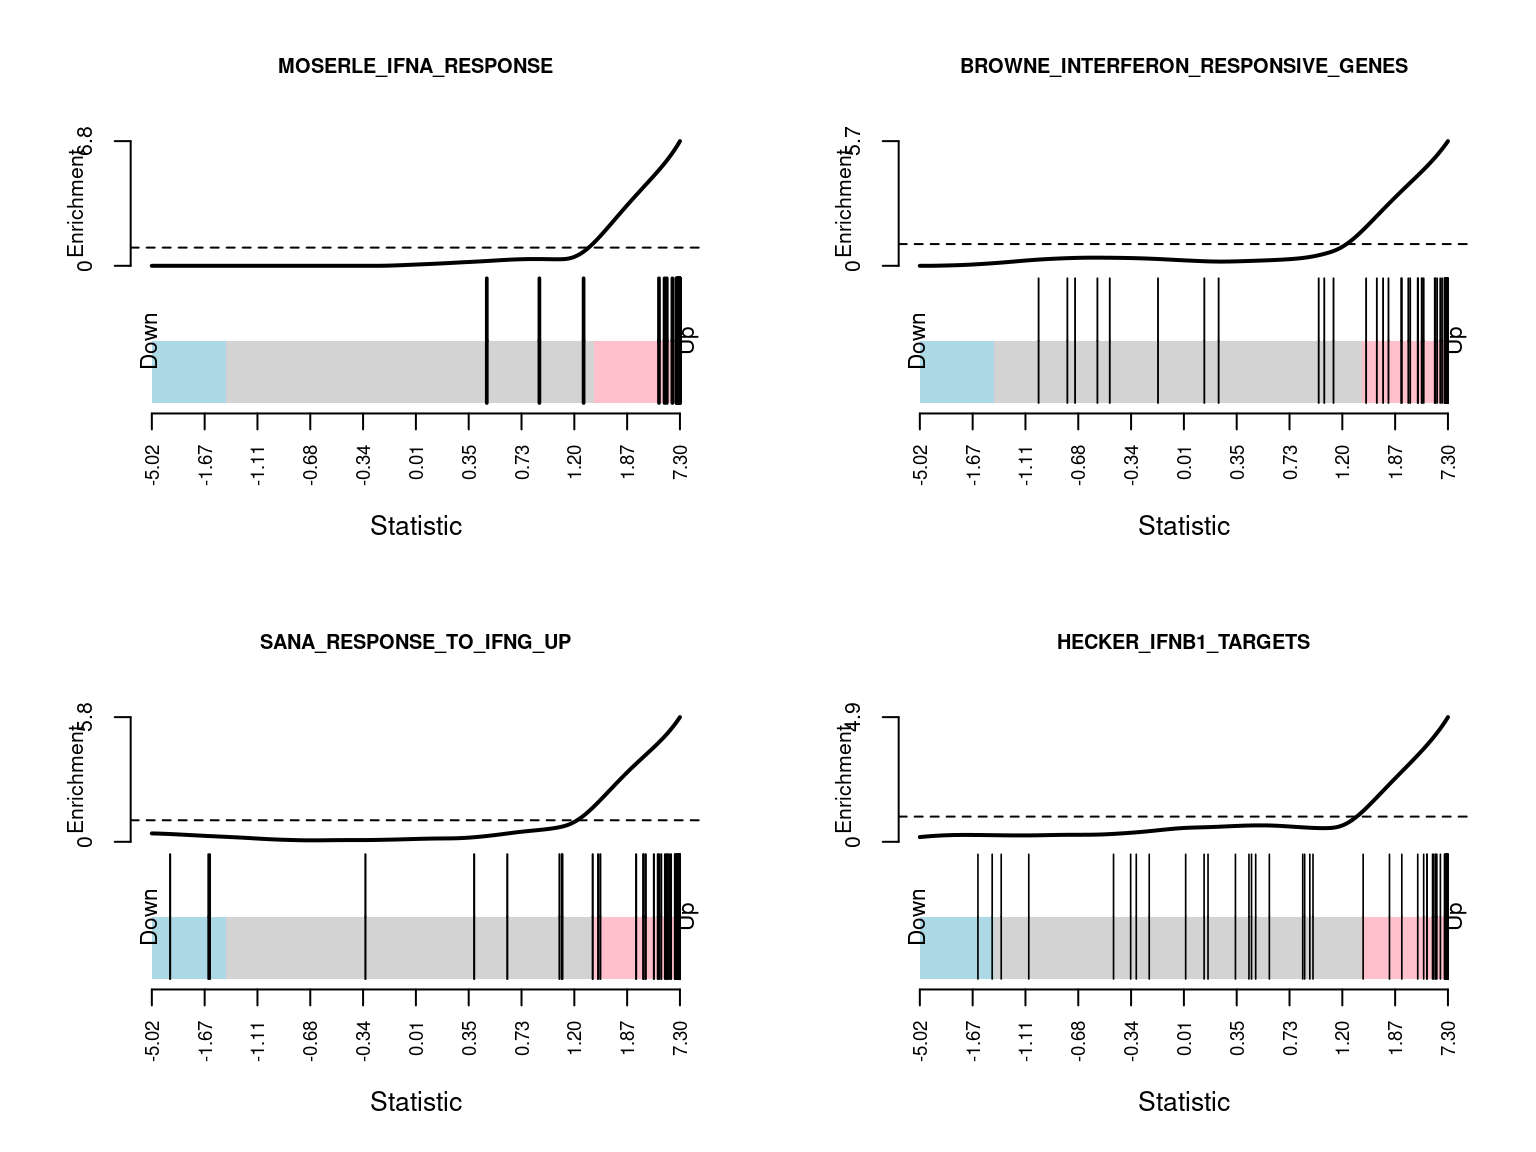 MOSERLE_IFNA_RESPONSE
Enrichment
0 6.8
Down
Up
-5.02 -1.67 -1.11 -0.68 -0.34 0.01 0.35 0.73 1.20 1.87 7.30
Statistic
BROWNE_INTERFERON_RESPONSIVE_GENES
Enrichment
0 5.7
Down
Up
-5.02 -1.67 -1.11 -0.68 -0.34 0.01 0.35 0.73 1.20 1.87 7.30
Statistic
SANA_RESPONSE_TO_IFNG_UP
Enrichment
0 5.8
Down
Up
-5.02 -1.67 -1.11 -0.68 -0.34 0.01 0.35 0.73 1.20 1.87 7.30
Statistic
HECKER_IFNB1_TARGETS
Enrichment
0 4.9
Down
Up
-5.02 -1.67 -1.11 -0.68 -0.34 0.01 0.35 0.73 1.20 1.87 7.30
Statistic